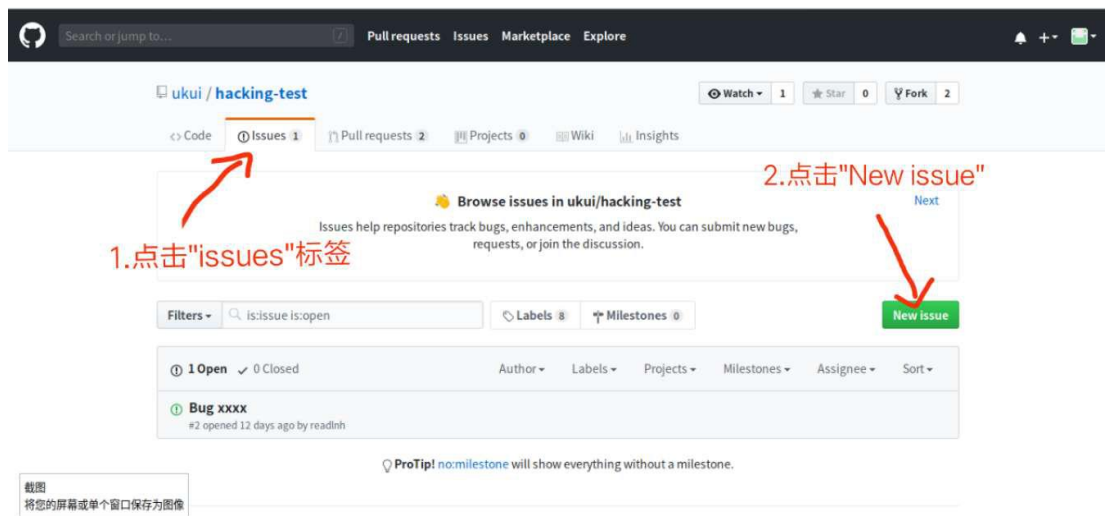 Search or jump to... /
Pull requests Issues Marketplace Explore
ukui / hacking-test
Watch 1 Star 0 Fork 2
Code Issues 1 Pull requests 2 Projects 0 Wiki Insights
2.点击"New issue"
Browse issues in ukui/hacking-test
Next
Issues help repositories track bugs, enhancements, and ideas. You can submit new bugs,
requests, or join the discussion.
1.点击"issues"标签
Filters is:issue is:open Labels 8 Milestones 0 New issue
1 Open 0 Closed Author Labels Projects Milestones Assignee Sort
Bug xxxx
#2 opened 12 days ago by readlnh
ProTip! no:milestone will show everything without a milestone.
截图
将您的屏幕或单个窗口保存为图像